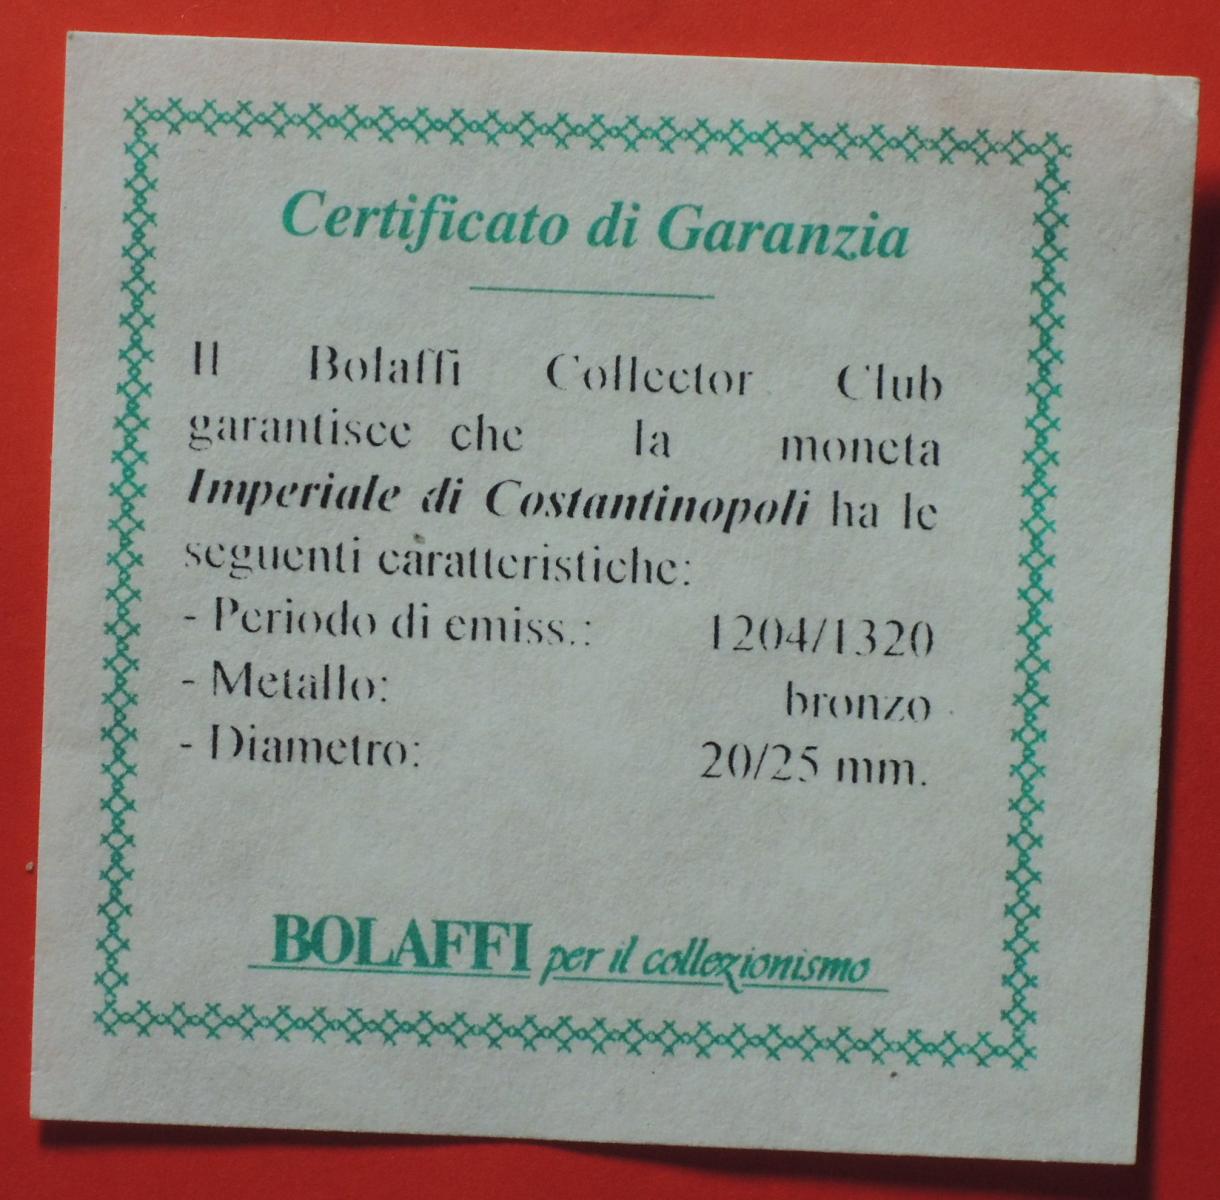 Certificato di Garanzia
Il Bolaffi Collector Club
garantisce che la moneta
Imperiale di Costantinopoli ha le
seguenti caratteristiche:
- Periodo di emiss.: 1204/1320
- Metallo: bronzo
- Diametro: 20/25 mm.
BOLAFFI per il collezionismo